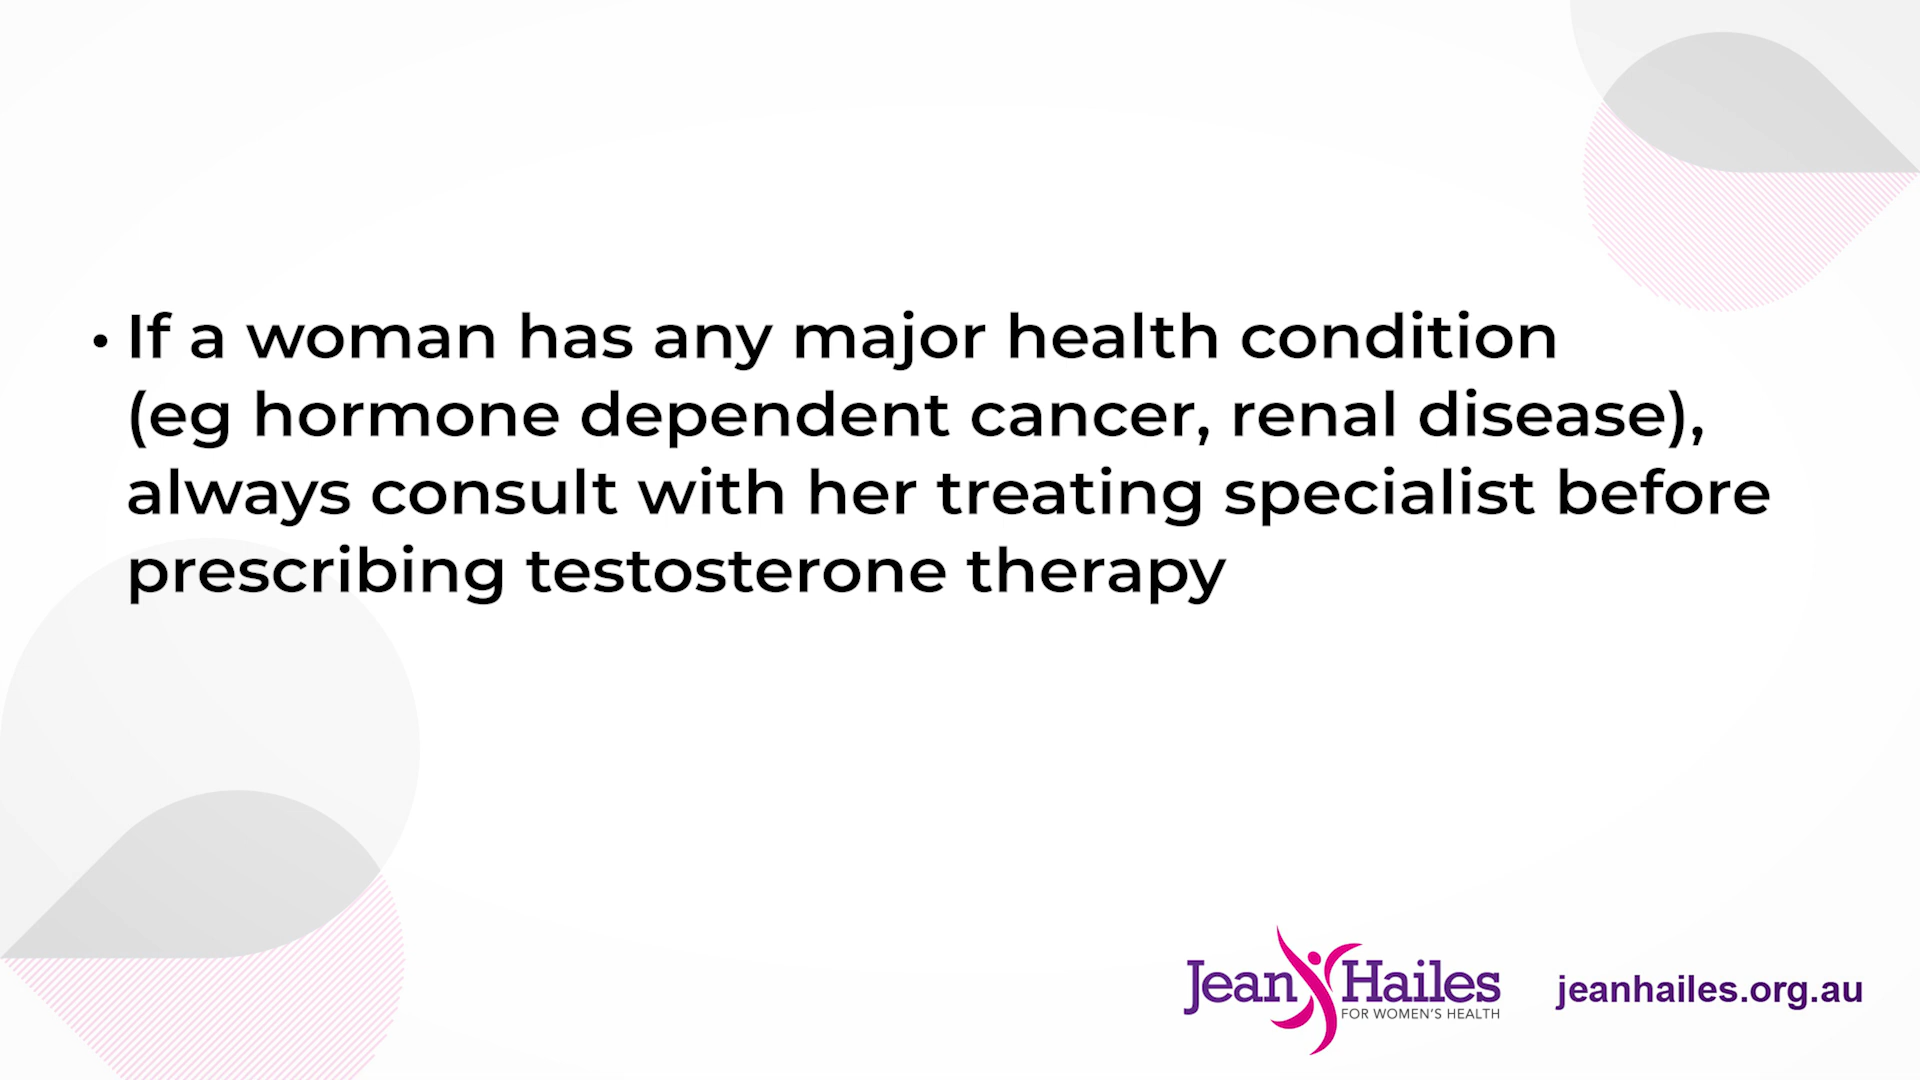 • If a woman has any major health condition
(eg hormone dependent cancer, renal disease),
always consult with her treating specialist before
prescribing testosterone therapy
Jean Hailes
FOR WOMEN'S HEALTH
jeanhailes.org.au